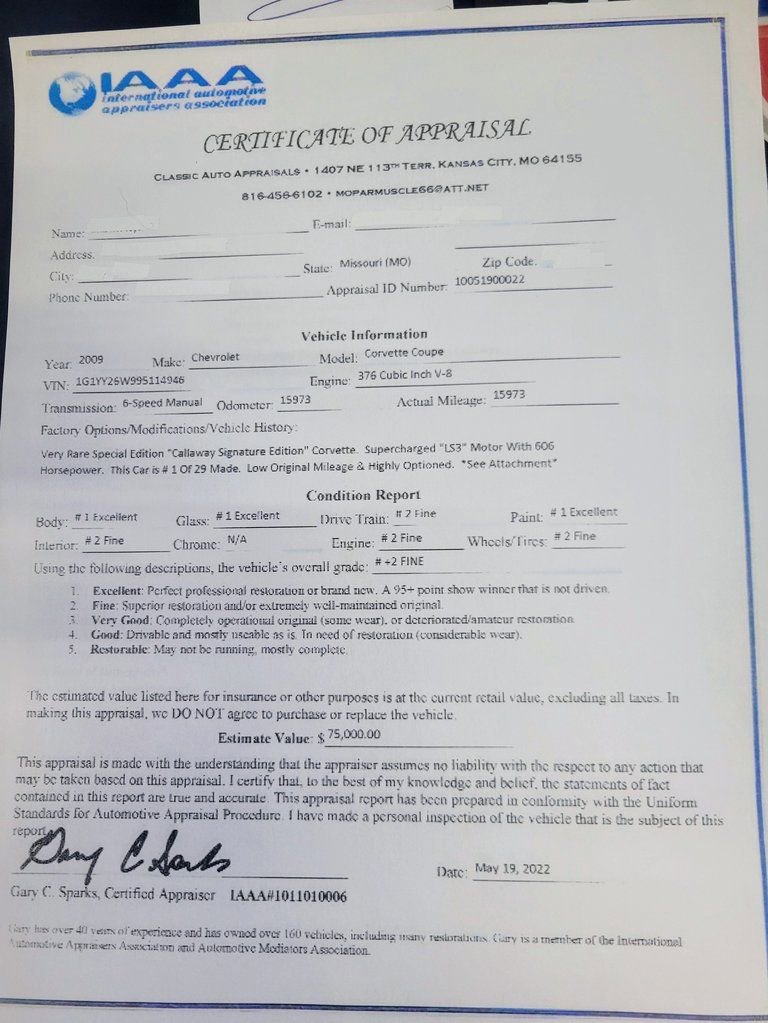 IAAA
international automotive
appraisers association
CERTIFICATE OF APPRAISAL
CLASSIC AUTO APPRAISALS • 1407 NE 113TH TERR. KANSAS CITY, MO 64155
816-456-6102 • MOPARMUSCLE66@ATT.NET
Name: E-mail:
Address.
City: State: Missouri (MO) Zip Code.
Phone Number: Appraisal ID Number: 10051900022
Vehicle Information
Year: 2009 Make: Chevrolet Model: Corvette Coupe
VIN: 1G1YY26W995114946 Engine: 376 Cubic Inch V-8
Transmission: 6-Speed Manual Odometer: 15973 Actual Mileage: 15973
Factory Options/Modifications/Vehicle History:
Very Rare Special Edition "Callaway Signature Edition" Corvette. Supercharged "LS3" Motor With 606
Horsepower. This Car is # 1 Of 29 Made. Low Original Mileage & Highly Optioned. *See Attachment*
Condition Report
Body: # 1 Excellent Glass: # 1 Excellent Drive Train: # 2 Fine Paint: # 1 Excellent
Interior: # 2 Fine Chrome: N/A Engine: # 2 Fine Wheels/Tires: # 2 Fine
Using the following descriptions, the vehicle's overall grade: # +2 FINE
1. Excellent: Perfect professional restoration or brand new. A 95+ point show winner that is not driven.
2. Fine: Superior restoration and/or extremely well-maintained original.
3. Very Good: Completely operational original (some wear), or deteriorated/amateur restoration.
4. Good: Drivable and mostly useable as is. In need of restoration (considerable wear).
5. Restorable: May not be running, mostly complete.
The estimated value listed here for insurance or other purposes is at the current retail value, excluding all taxes. In
making this appraisal, we DO NOT agree to purchase or replace the vehicle.
Estimate Value: $ 75,000.00
This appraisal is made with the understanding that the appraiser assumes no liability with the respect to any action that
may be taken based on this appraisal. I certify that, to the best of my knowledge and belief, the statements of fact
contained in this report are true and accurate. This appraisal report has been prepared in conformity with the Uniform
Standards for Automotive Appraisal Procedure. I have made a personal inspection of the vehicle that is the subject of this
report.
Gary C Sparks
Date: May 19, 2022
Gary C. Sparks, Certified Appraiser IAAA#1011010006
Gary has over 40 years of experience and has owned over 160 vehicles, including many restorations. Gary is a member of the International
Automotive Appraisers Association and Automotive Mediators Association.